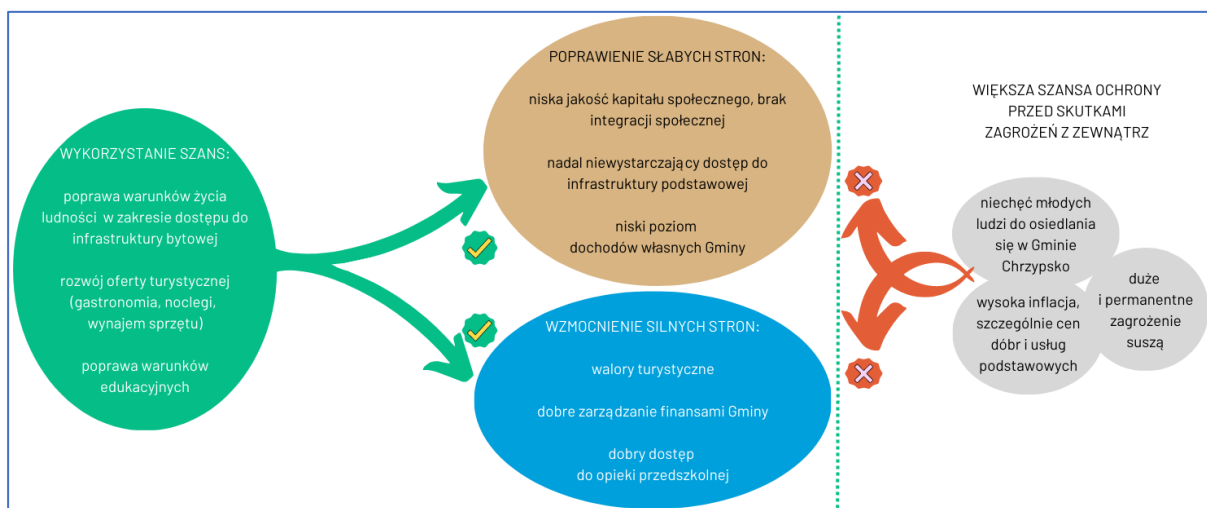 WYKORZYSTANIE SZANS:
poprawa warunków życia
ludności w zakresie dostępu do
infrastruktury bytowej
rozwój oferty turystycznej
(gastronomia, noclegi,
wynajem sprzętu)
poprawa warunków
edukacyjnych
POPRAWIENIE SŁABYCH STRON:
niska jakość kapitału społecznego, brak
integracji społecznej
nadal niewystarczający dostęp do
infrastruktury podstawowej
niski poziom
dochodów własnych Gminy
WZMOCNIENIE SILNYCH STRON:
walory turystyczne
dobre zarządzanie finansami Gminy
dobry dostęp
do opieki przedszkolnej
WIĘKSZA SZANSA OCHRONY
PRZED SKUTKAMI
ZAGROŻEŃ Z ZEWNĄTRZ
niechęć młodych
ludzi do osiedlania
się w Gminie
Chrzypsko
wysoka inflacja,
szczególnie cen
dóbr i usług
podstawowych
duże
i permanentne
zagrożenie
suszą